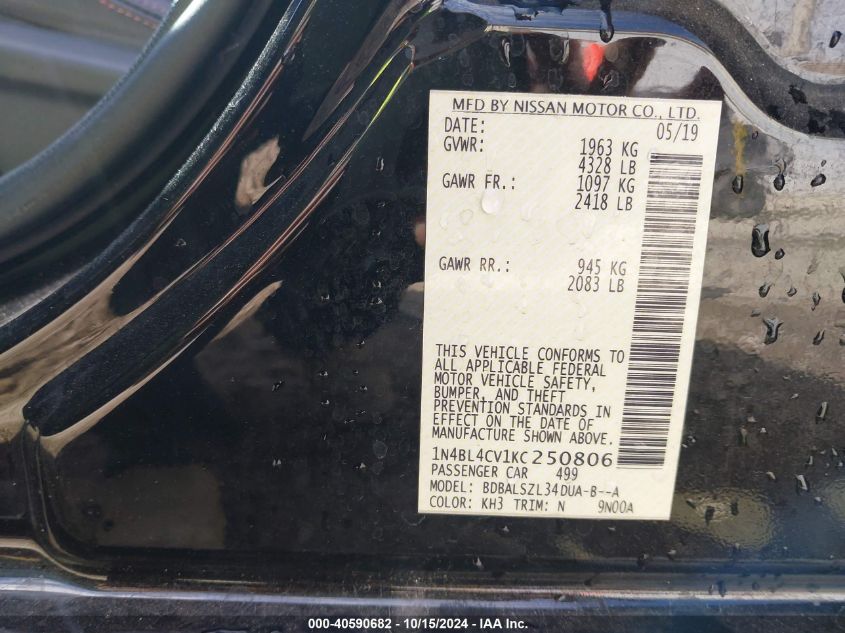 MFD BY NISSAN MOTOR CO., LTD.
DATE: 05/19
GVWR: 1963 KG
4328 LB
GAWR FR.: 1097 KG
2418 LB
GAWR RR.: 945 KG
2083 LB
THIS VEHICLE CONFORMS TO
ALL APPLICABLE FEDERAL
MOTOR VEHICLE SAFETY,
BUMPER, AND THEFT
PREVENTION STANDARDS IN
EFFECT ON THE DATE OF
MANUFACTURE SHOWN ABOVE.
1N4BL4CV1KC250806
PASSENGER CAR 499
MODEL: BDBALSZL34DUA-B--A
COLOR: KH3 TRIM: N 9N00A
000-40590682 - 10/15/2024 - IAA Inc.